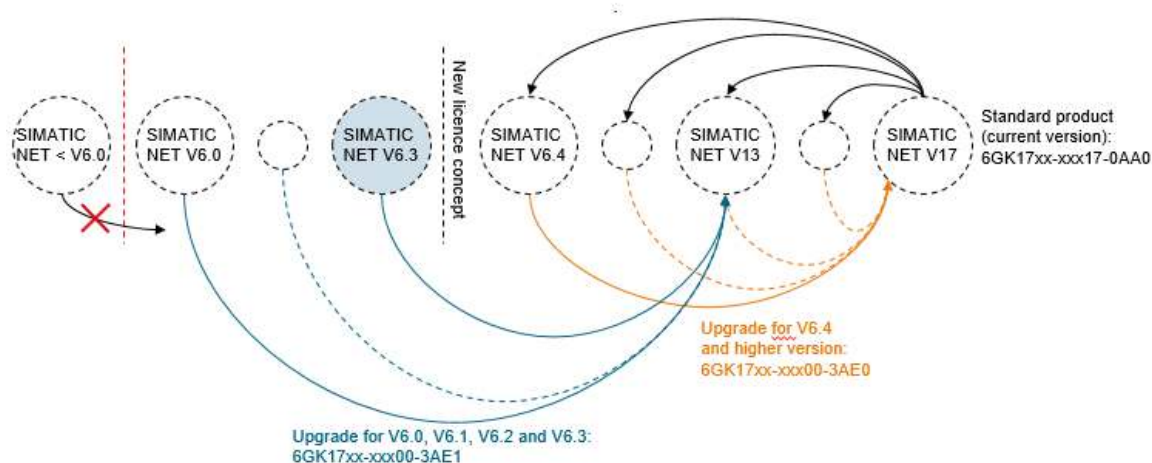 SIMATIC
NET < V6.0
SIMATIC
NET V6.0
SIMATIC
NET V6.3
New licence concept
SIMATIC
NET V6.4
SIMATIC
NET V13
SIMATIC
NET V17
Standard product
(current version):
6GK17xx-xxx17-0AA0
Upgrade for V6.4
and higher version:
6GK17xx-xxx00-3AE0
Upgrade for V6.0, V6.1, V6.2 and V6.3:
6GK17xx-xxx00-3AE1